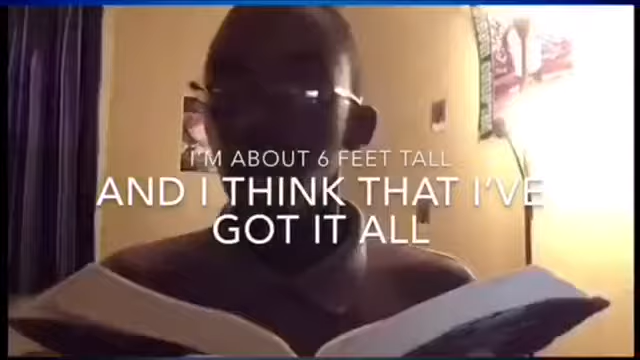 I'M ABOUT 6 FEET TALL
AND I THINK THAT I'VE
GOT IT ALL